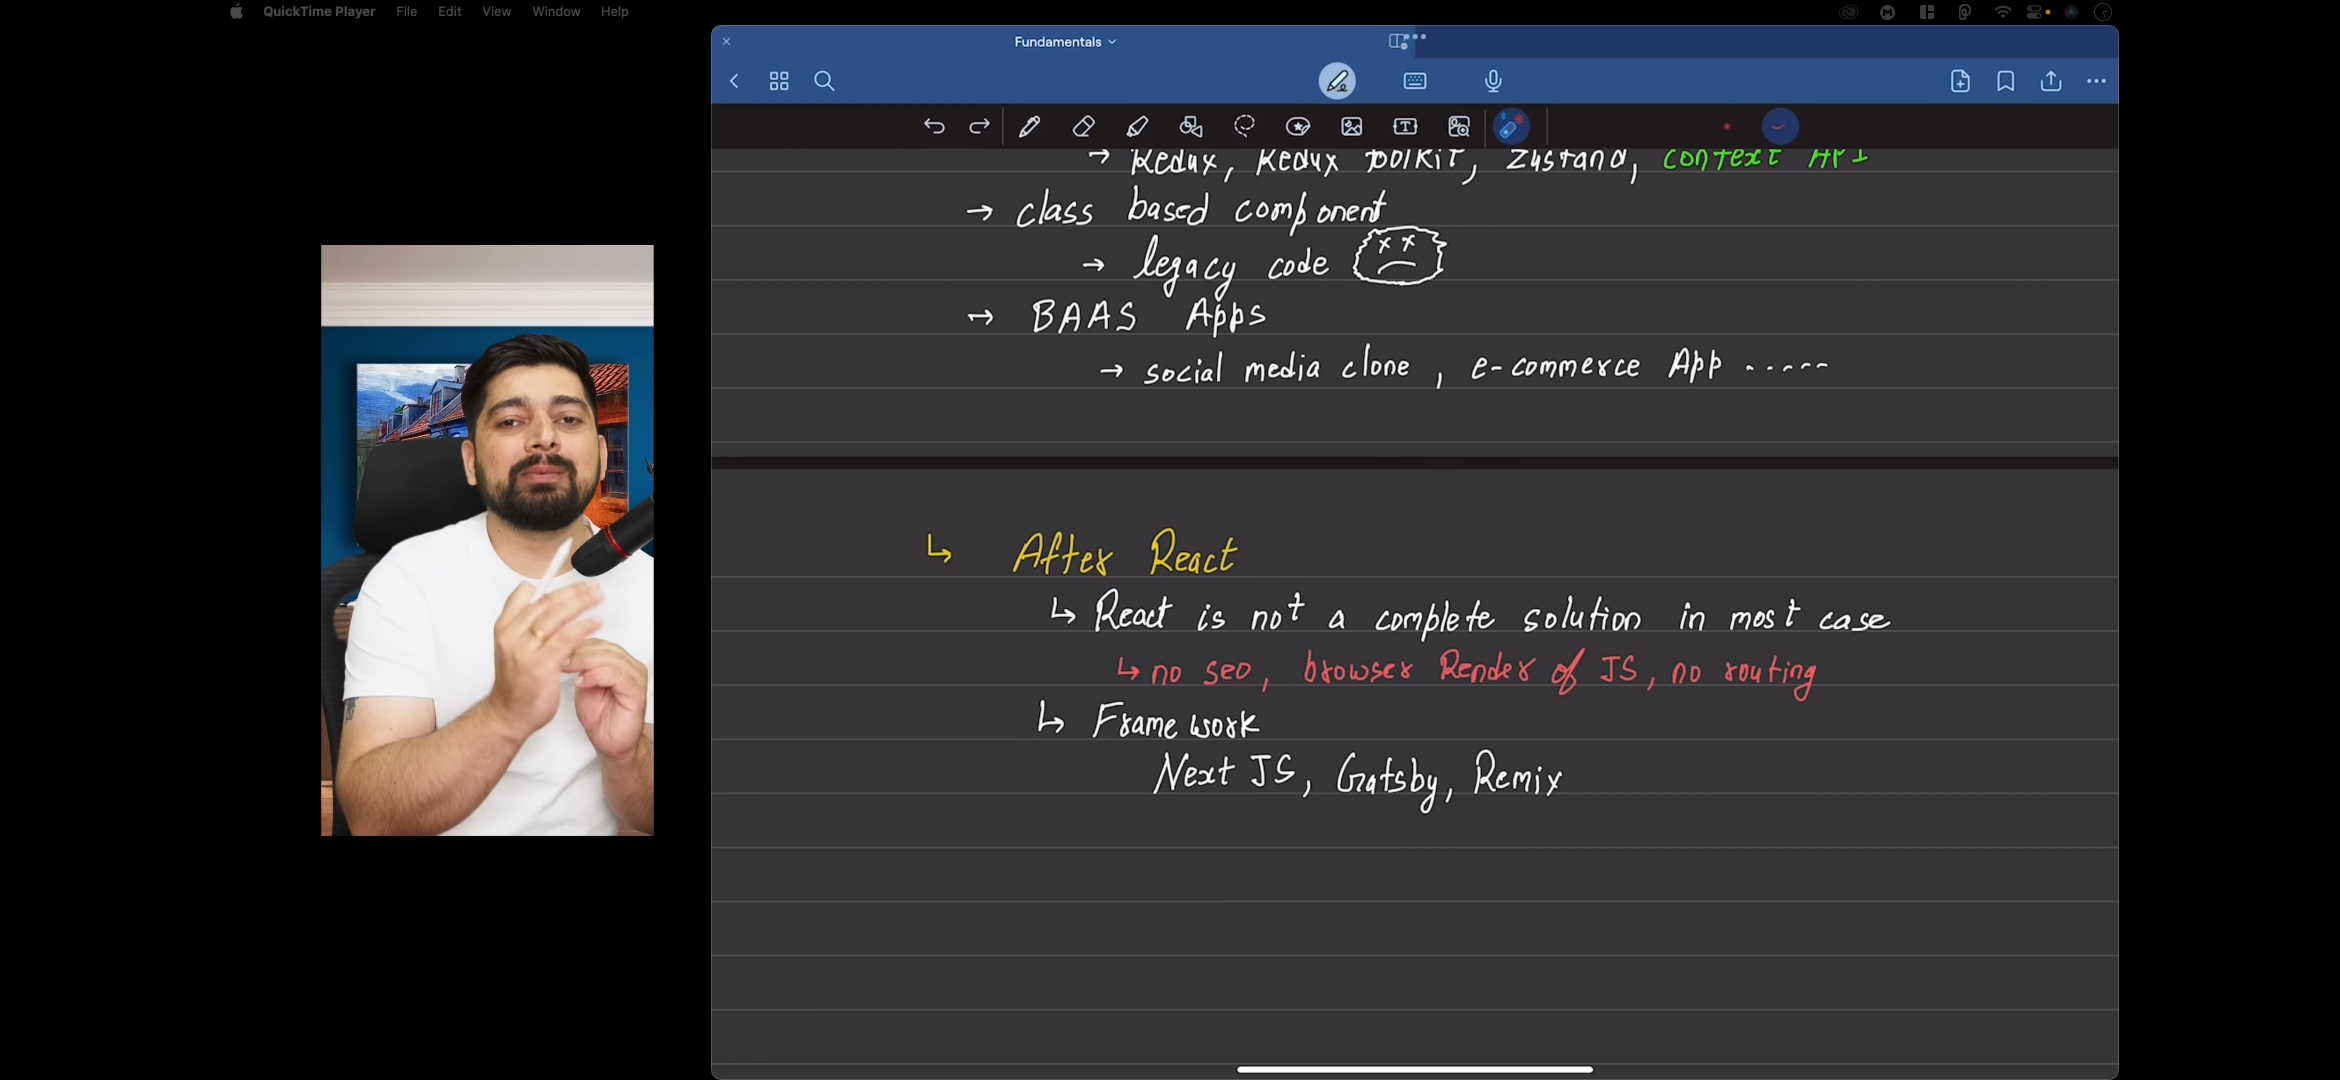 QuickTime Player File Edit View Window Help
Fundamentals
→ Redux, Redux toolkit, Zustand, context API
→ class based component
→ legacy code
→ BAAS Apps
→ social media clone, e-commerce App .....
↳ After React
↳ React is not a complete solution in most case
↳ no seo, browser Render of JS, no routing
↳ Frame work
Next JS, Gatsby, Remix